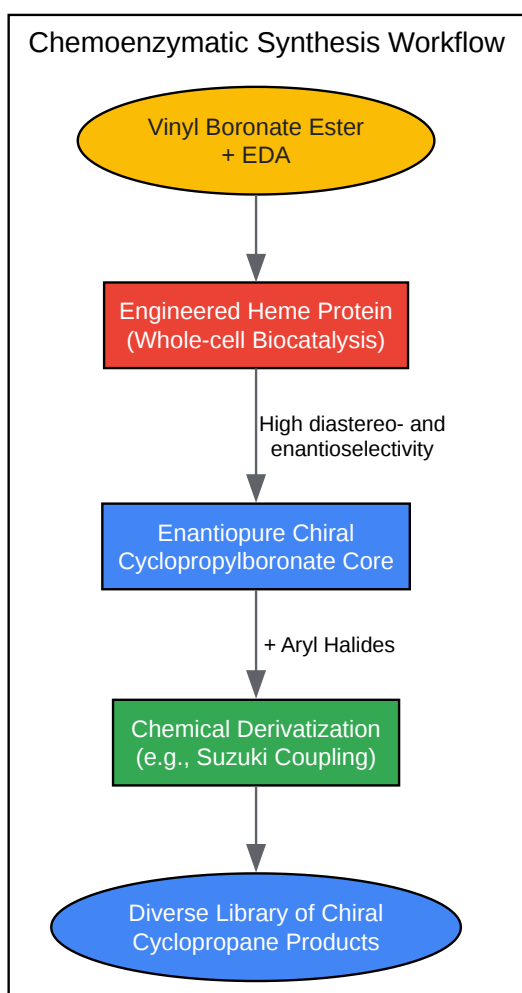 Chemoenzymatic Synthesis Workflow
Vinyl Boronate Ester
+ EDA
Engineered Heme Protein
(Whole-cell Biocatalysis)
High diastereo- and
enantioselectivity
Enantiopure Chiral
Cyclopropylboronate Core
+ Aryl Halides
Chemical Derivatization
(e.g., Suzuki Coupling)
Diverse Library of Chiral
Cyclopropane Products